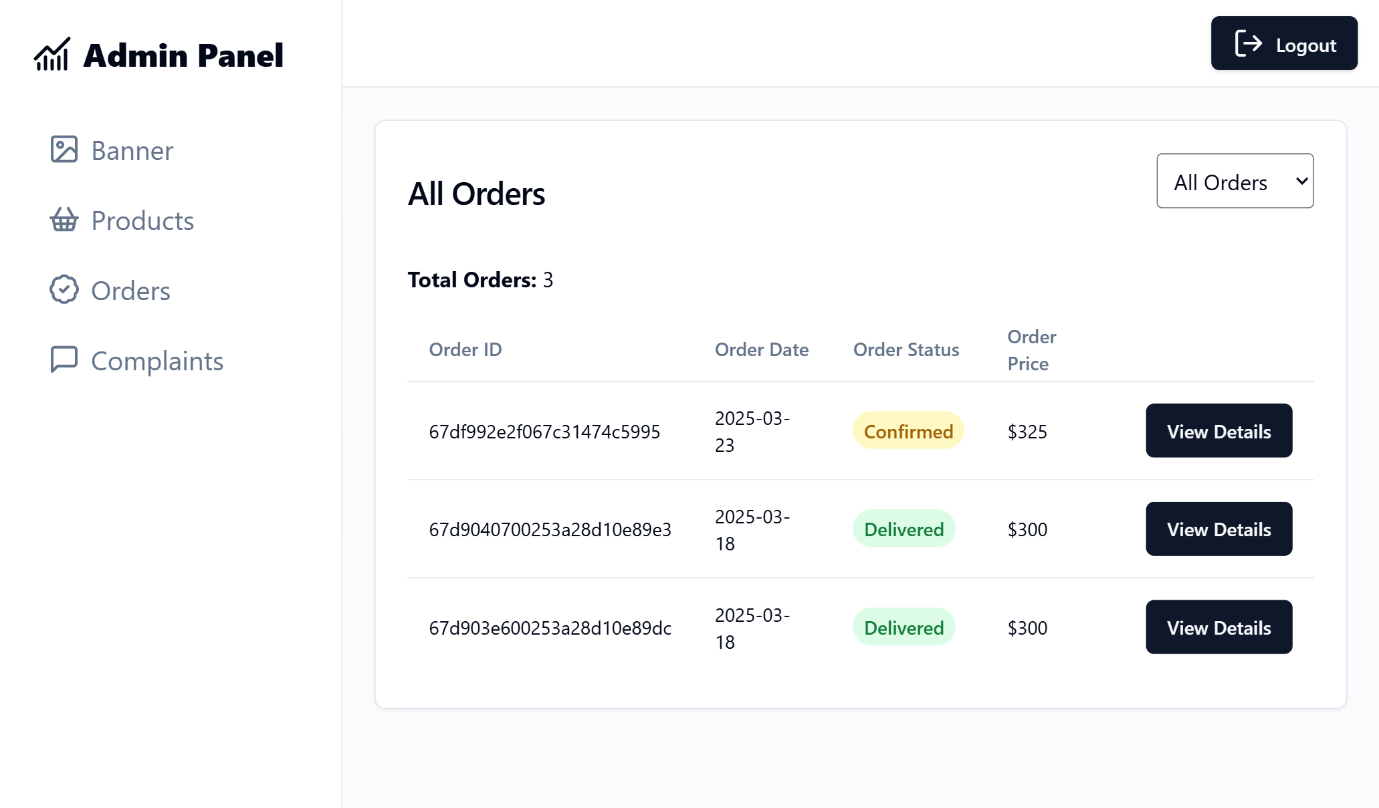 Admin Panel
Logout
Banner
Products
Orders
Complaints
All Orders
All Orders
Total Orders: 3
Order ID
Order Date
Order Status
Order
Price
67df992e2f067c31474c5995
2025-03-
23
Confirmed
$325
View Details
67d9040700253a28d10e89e3
2025-03-
18
Delivered
$300
View Details
67d903e600253a28d10e89dc
2025-03-
18
Delivered
$300
View Details